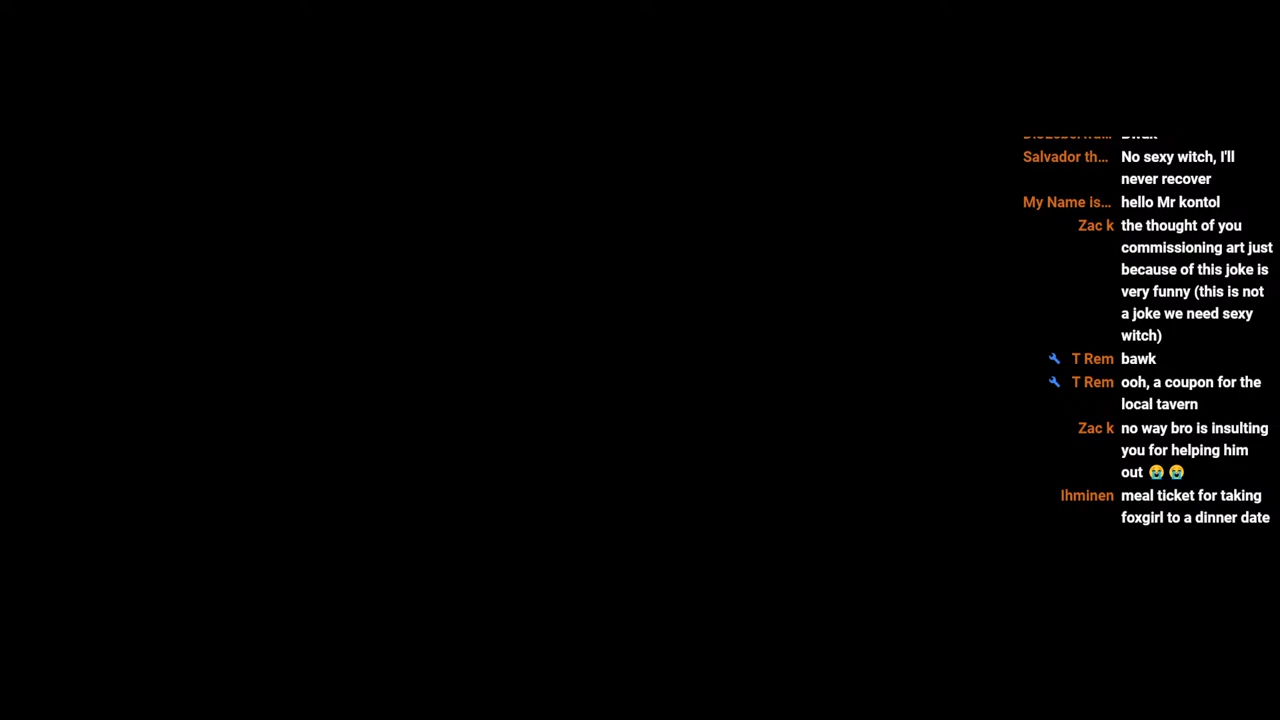 Salvador th... No sexy witch, I'll
never recover
My Name is... hello Mr kontol
Zac k the thought of you
commissioning art just
because of this joke is
very funny (this is not
a joke we need sexy
witch)
T Rem bawk
T Rem ooh, a coupon for the
local tavern
Zac k no way bro is insulting
you for helping him
out 😭 😭
Ihminen meal ticket for taking
foxgirl to a dinner date